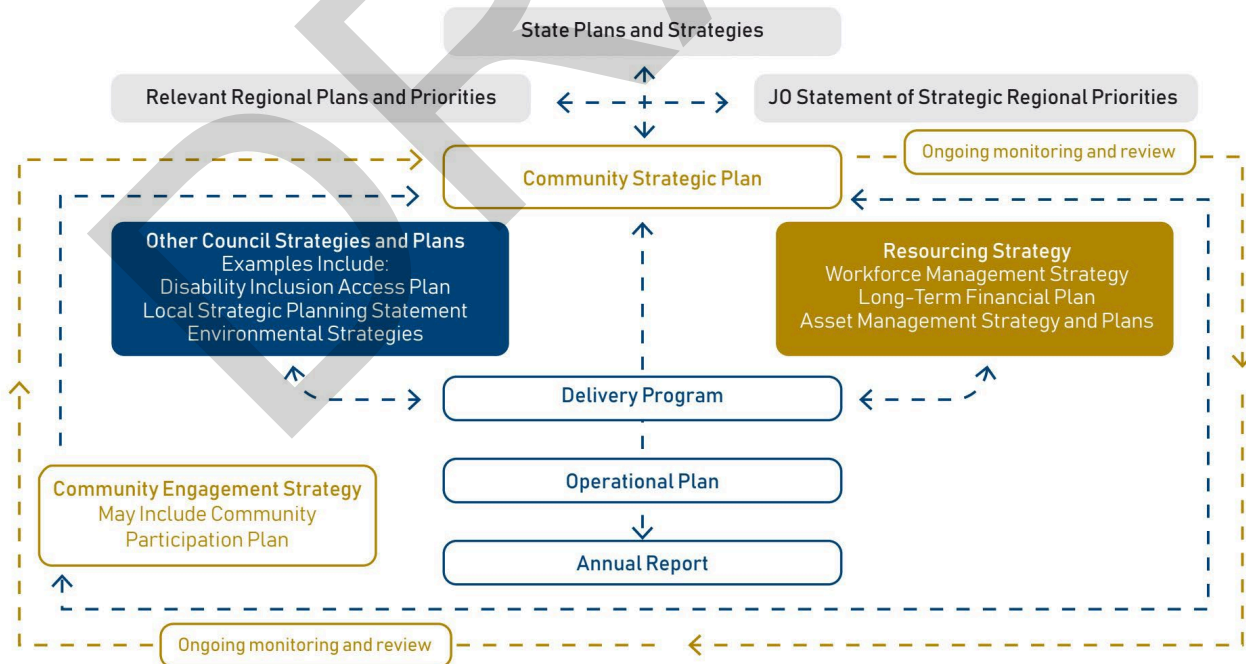 State Plans and Strategies
Relevant Regional Plans and Priorities
JO Statement of Strategic Regional Priorities
Ongoing monitoring and review
Community Strategic Plan
Other Council Strategies and Plans
Examples Include:
Disability Inclusion Access Plan
Local Strategic Planning Statement
Environmental Strategies
Resourcing Strategy
Workforce Management Strategy
Long-Term Financial Plan
Asset Management Strategy and Plans
Delivery Program
Community Engagement Strategy
May Include Community
Participation Plan
Operational Plan
Annual Report
Ongoing monitoring and review